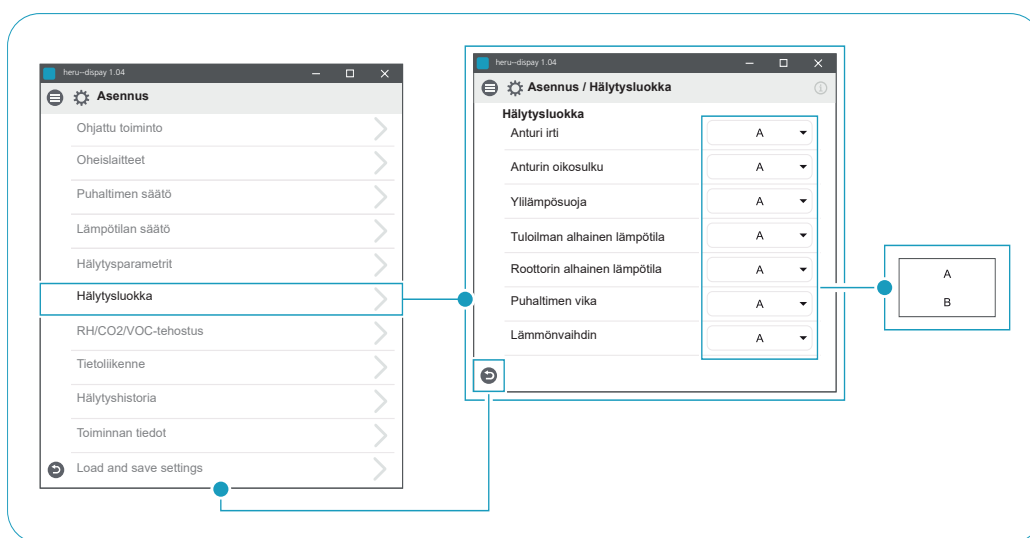 heru--dispay 1.04
Asennus
Ohjattu toiminto
Oheislaitteet
Puhaltimen säätö
Lämpötilan säätö
Hälytysparametrit
Hälytysluokka
RH/CO2/VOC-tehostus
Tietoliikenne
Hälytyshistoria
Toiminnan tiedot
Load and save settings
heru--dispay 1.04
Asennus / Hälytysluokka
Hälytysluokka
Anturi irti A
Anturin oikosulku A
Ylilämpösuoja A
Tuloilman alhainen lämpötila A
Roottorin alhainen lämpötila A
Puhaltimen vika A
Lämmönvaihdin A
A
B